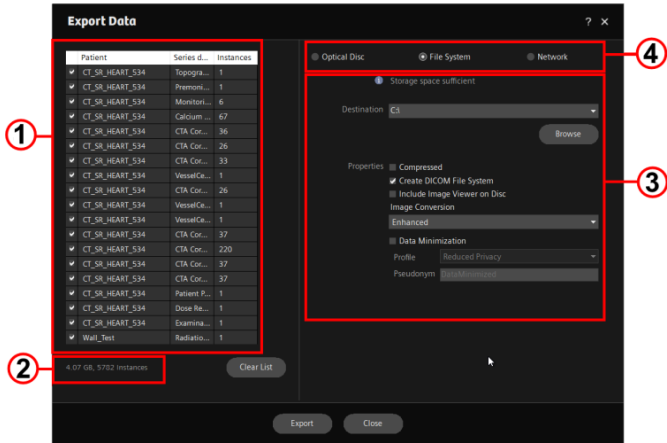 Export Data
? ×
Patient Series d... Instances
CT_SR_HEART_534 Topogra... 1
CT_SR_HEART_534 Premoni... 1
CT_SR_HEART_534 Monitori... 6
CT_SR_HEART_534 Calcium ... 67
CT_SR_HEART_534 CTA Cor... 36
CT_SR_HEART_534 CTA Cor... 26
CT_SR_HEART_534 CTA Cor... 33
CT_SR_HEART_534 VesselCe... 1
CT_SR_HEART_534 CTA Cor... 26
CT_SR_HEART_534 VesselCe... 1
CT_SR_HEART_534 VesselCe... 1
CT_SR_HEART_534 CTA Cor... 37
CT_SR_HEART_534 CTA Cor... 220
CT_SR_HEART_534 CTA Cor... 37
CT_SR_HEART_534 CTA Cor... 37
CT_SR_HEART_534 Patient P... 1
CT_SR_HEART_534 Dose Re... 1
CT_SR_HEART_534 Examina... 1
Wall_Test Radiatio... 1
1
4.07 GB, 5702 Instances
2
Clear List
Optical Disc File System Network
4
Storage space sufficient
Destination C:\
Browse
Properties Compressed
Create DICOM File System
Include Image Viewer on Disc
Image Conversion
Enhanced
Data Minimization
Profile Reduced Privacy
Pseudonym DataMinimized
3
Export Close